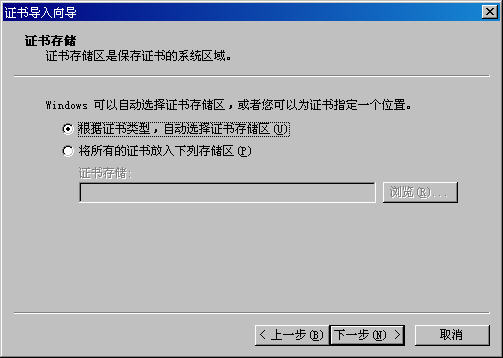 证书导入向导
证书存储
证书存储区是保存证书的系统区域。
Windows 可以自动选择证书存储区，或者您可以为证书指定一个位置。
根据证书类型，自动选择证书存储区(U)
将所有的证书放入下列存储区(P)
证书存储:
浏览(R)...
< 上一步(B) 下一步(N) > 取消